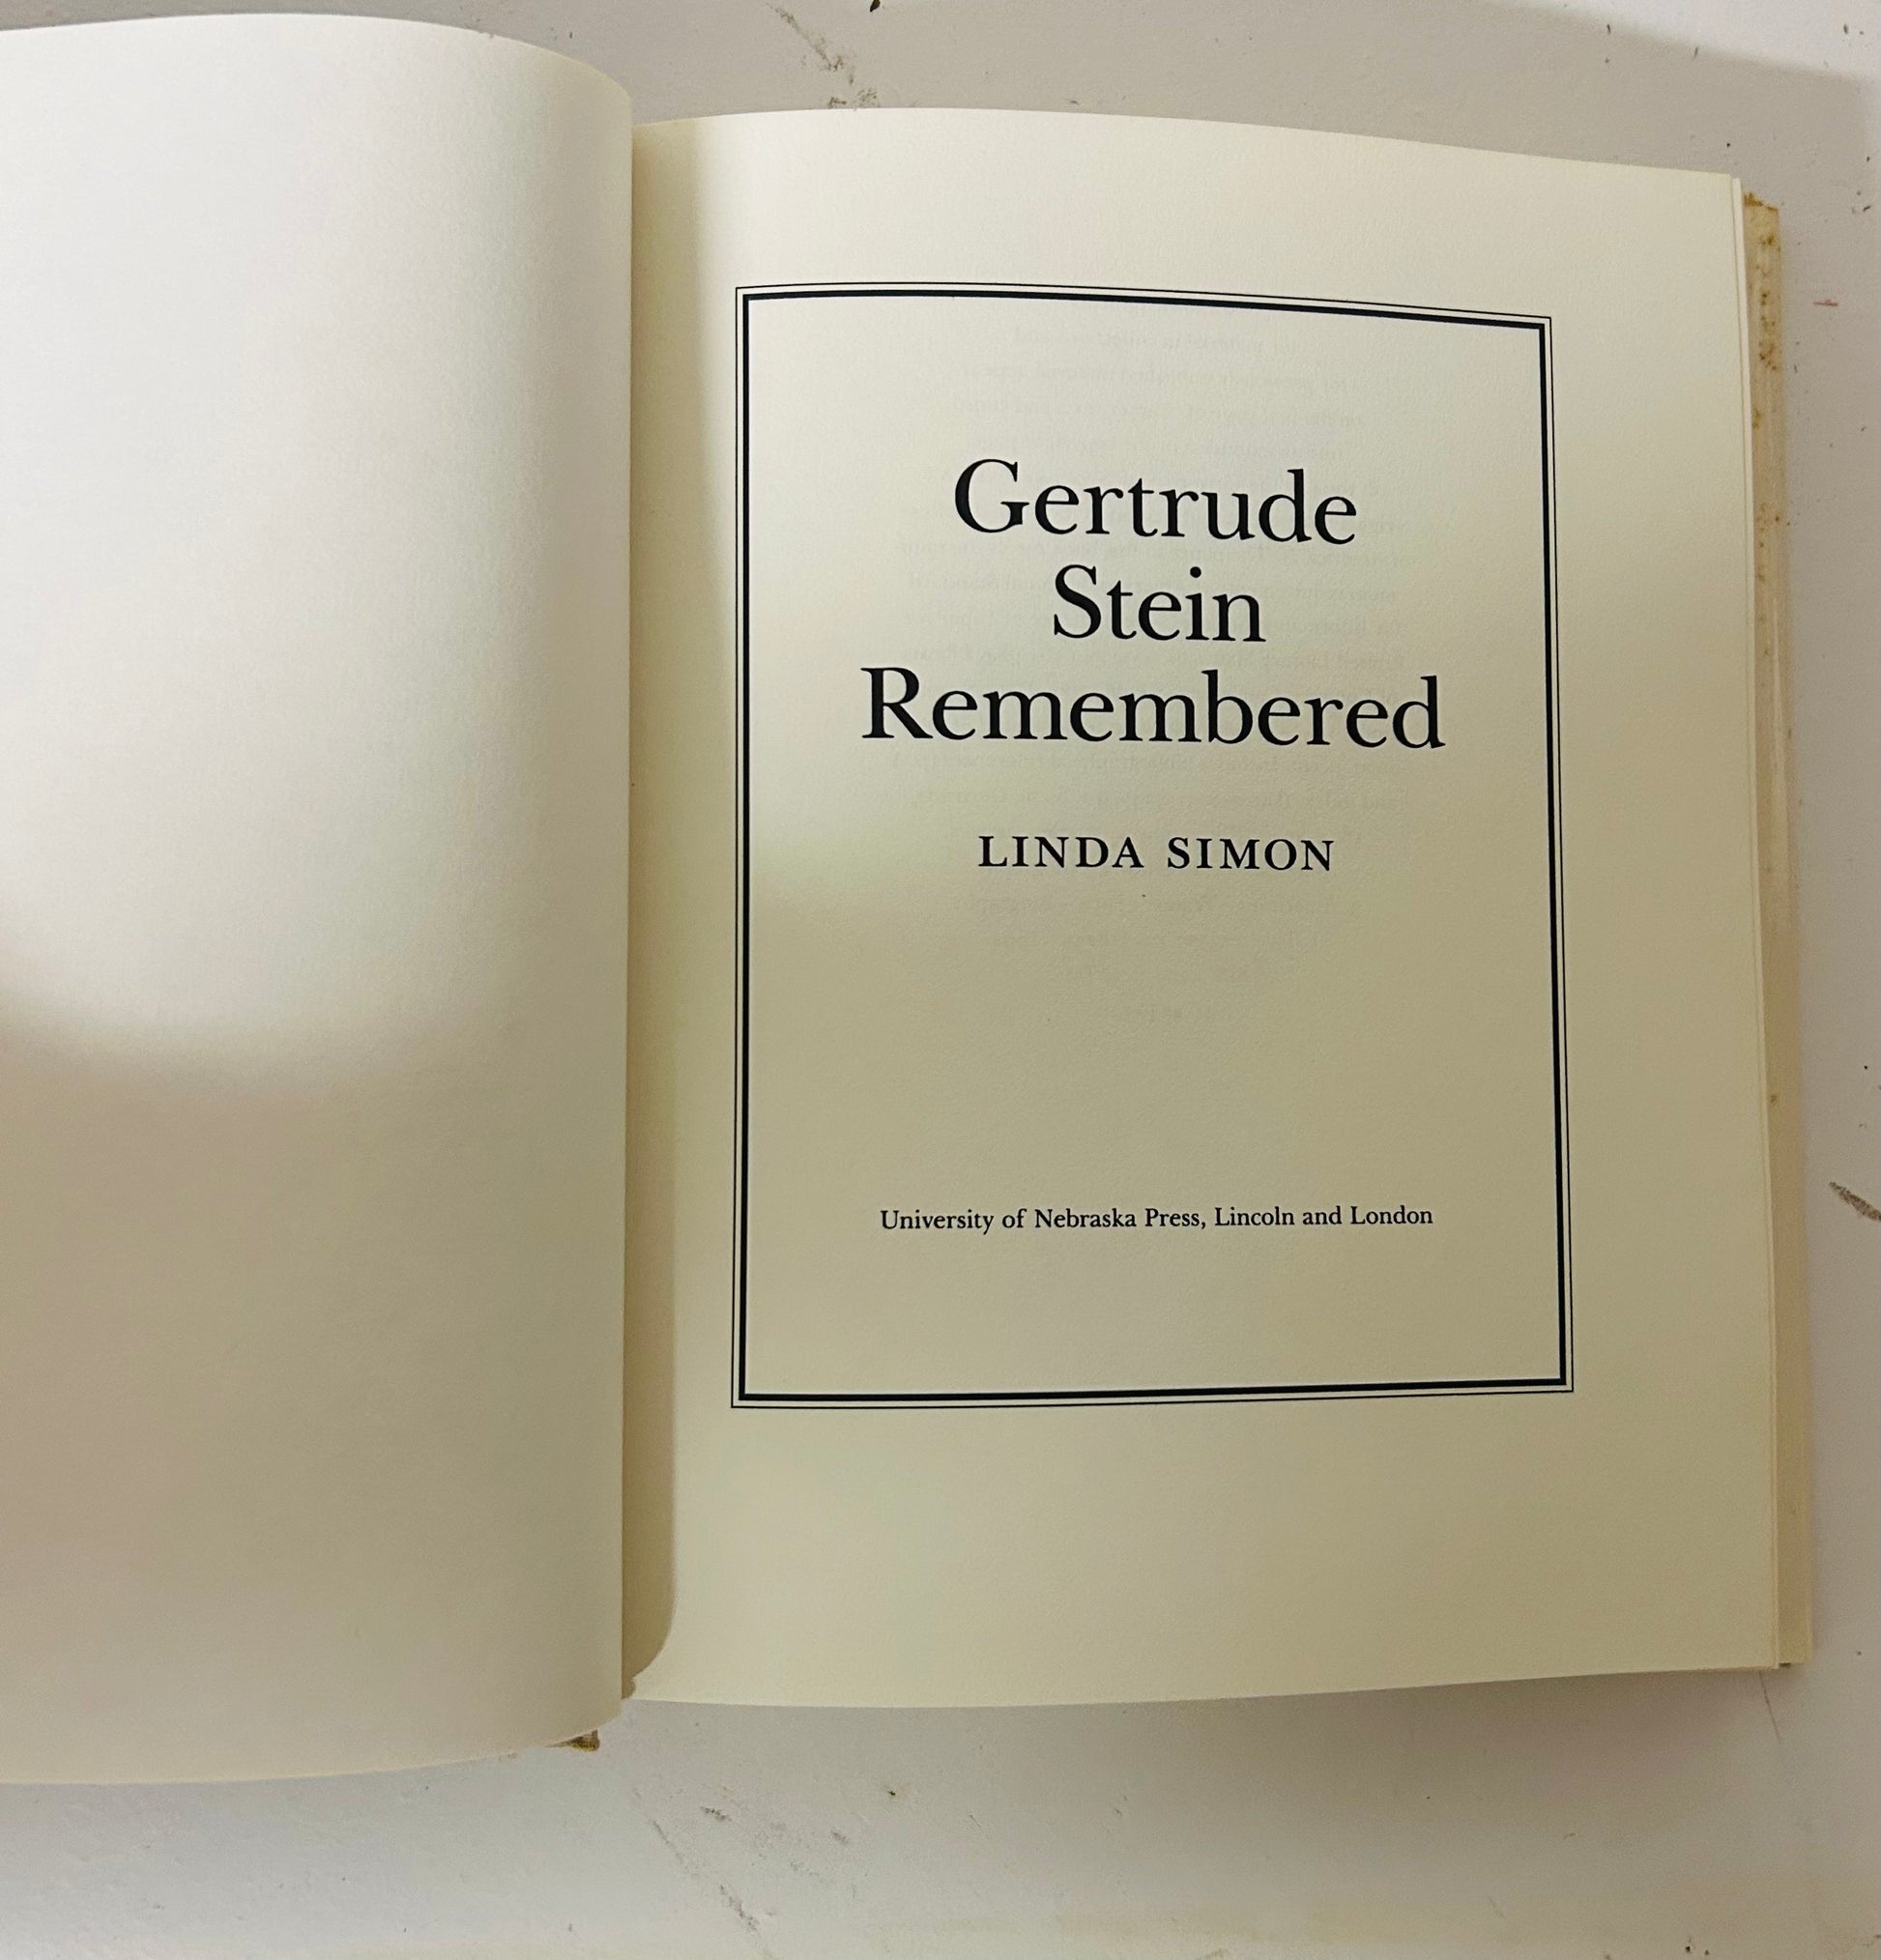 Gertrude
Stein
Remembered
LINDA SIMON
University of Nebraska Press, Lincoln and London